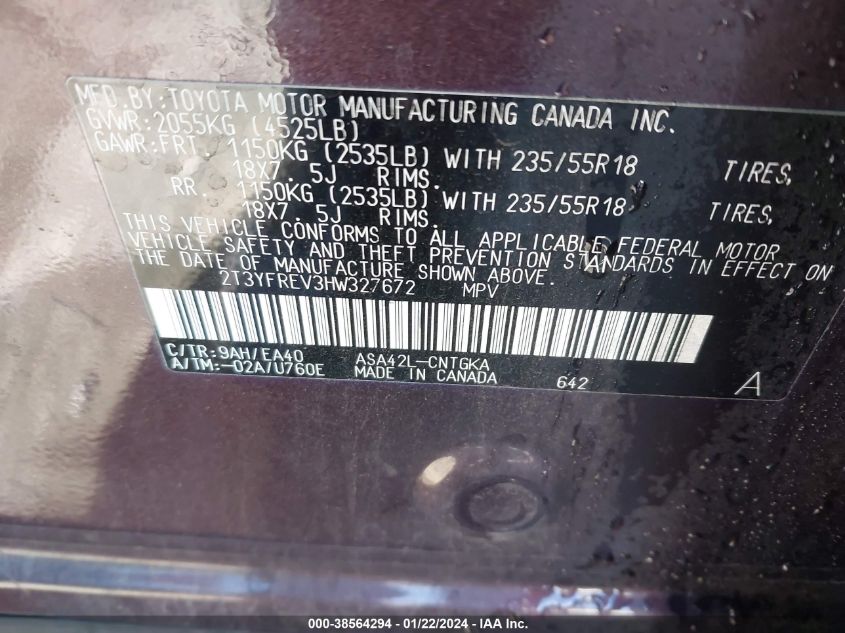 MFD.BY:TOYOTA MOTOR MANUFACTURING CANADA INC.
GVWR:2055KG (4525LB)
GAWR:FRT. 1150KG (2535LB) WITH 235/55R18 TIRES,
18X7.5J RIMS.
RR. 1150KG (2535LB) WITH 235/55R18 TIRES,
18X7.5J RIMS.
THIS VEHICLE CONFORMS TO ALL APPLICABLE FEDERAL MOTOR
VEHICLE SAFETY AND THEFT PREVENTION STANDARDS IN EFFECT ON
THE DATE OF MANUFACTURE SHOWN ABOVE.
2T3YFREV3HW327672 MPV
C/TR:9AH/EA40 ASA42L-CNTGKA
A/TM:-02A/U760E MADE IN CANADA 642 A
000-38564294 - 01/22/2024 - IAA Inc.